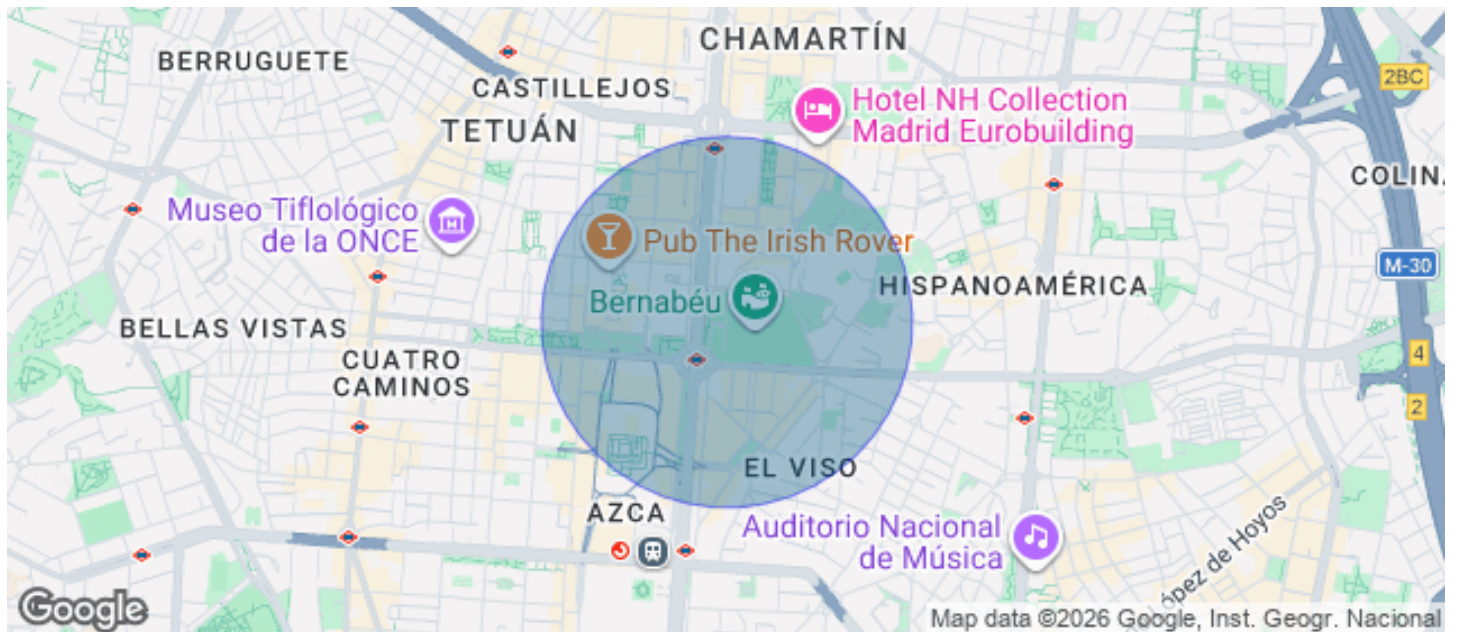 CHAMARTÍN
BERRUGUETE
CASTILLEJOS
2BC
Hotel NH Collection
Madrid Eurobuilding
TETUÁN
COLIN
Museo Tiflológico
de la ONCE
Pub The Irish Rover
M-30
HISPANOAMÉRICA
Bernabéu
BELLAS VISTAS
CUATRO
CAMINOS
4
2
EL VISO
AZCA
Auditorio Nacional
de Música
ópez de Hoyos
Google
Map data ©2026 Google, Inst. Geogr. Nacional